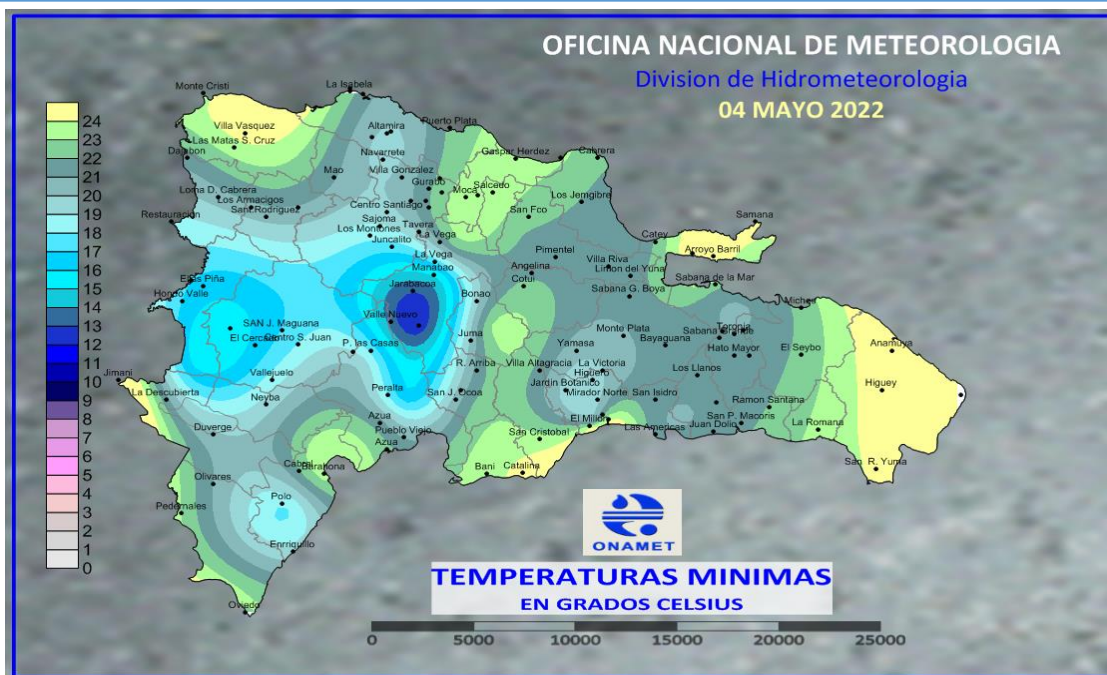 OFICINA NACIONAL DE METEOROLOGIA
Division de Hidrometeorologia
04 MAYO 2022
Monte Cristi
La Isabela
Villa Vasquez
Altamira
Puerto Plata
Las Matas S. Cruz
Navarrete
Gaspar Herdez
Cabrera
Mao
Villa Gonzalez
Gurabo
Loma D. Cabrera
Moca
Salcedo
Los Armacigos
Los Jemgibre
Centro Santiago
San Fco
Restauracion
Sajoma
Samana
Los Montones
Tavera
La Vega
Catey
Juncalito
Pimentel
Arroyo Barril
La Vega
Villa Riva
Manabao
Angelina
Limon del Yuna
Elias Piña
Jarabacoa
Cotui
Sabana de la Mar
Hondo Valle
Bonao
Sabana G. Boya
Miches
Valle Nuevo
SAN J. Maguana
Juma
Monte Plata
El Cercado
Centro S. Juan
Yamasa
Bayaguana
Anamuya
P. las Casas
Hato Mayor
El Seybo
R. Arriba
Villa Altagracia
La Victoria
Jimani
Vallejuelo
Higuero
Los Llanos
La Descubierta
Peralta
Jardin Botanico
Higuey
Neyba
San J. Ocoa
Mirador Norte
San Isidro
Ramon Santana
Azua
El Millon
San P. Macoris
Duverge
Pueblo Viejo
San Cristobal
Las Americas
Juan Dolio
La Romana
Azua
Cabral
Barahona
Bani
Catalina
San R. Yuma
Olivares
Polo
Pedernales
Enrriquillo
Oviedo
24
23
22
21
20
19
18
17
16
15
14
13
12
11
10
9
8
7
6
5
4
3
2
1
0
ONAMET
TEMPERATURAS MINIMAS
EN GRADOS CELSIUS
0 5000 10000 15000 20000 25000